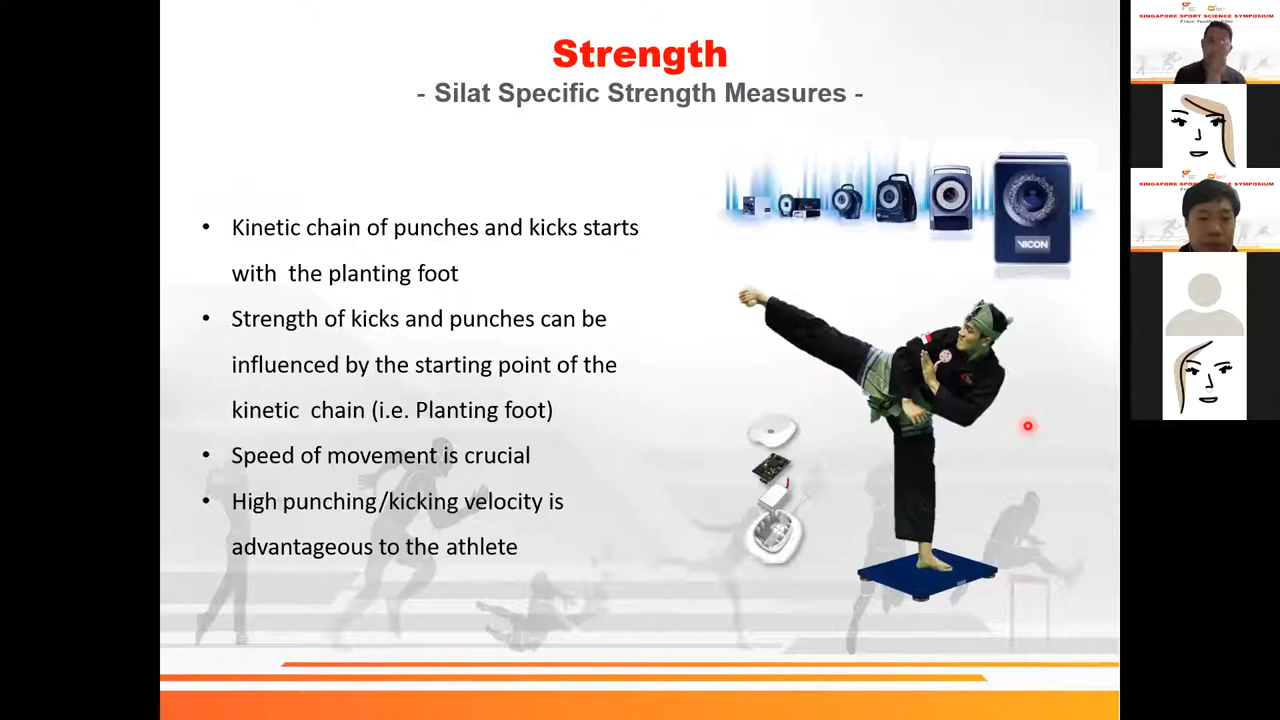 Strength
- Silat Specific Strength Measures -
• Kinetic chain of punches and kicks starts
with the planting foot
• Strength of kicks and punches can be
influenced by the starting point of the
kinetic chain (i.e. Planting foot)
• Speed of movement is crucial
• High punching/kicking velocity is
advantageous to the athlete
VICON
SINGAPORE SPORT SCIENCE SYMPOSIUM
SINGAPORE SPORT SCIENCE SYMPOSIUM